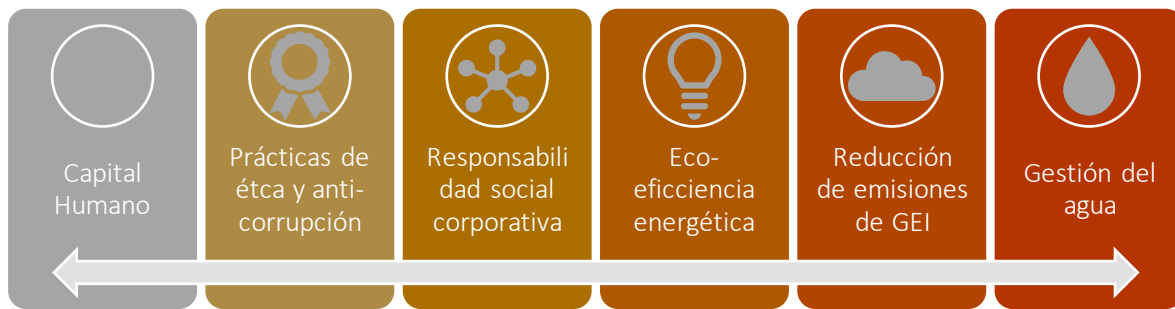 Capital
Humano
Prácticas de
étca y anti-
corrupción
Responsabili
dad social
corporativa
Eco-
eficciencia
energética
Reducción
de emisiones
de GEI
Gestión del
agua